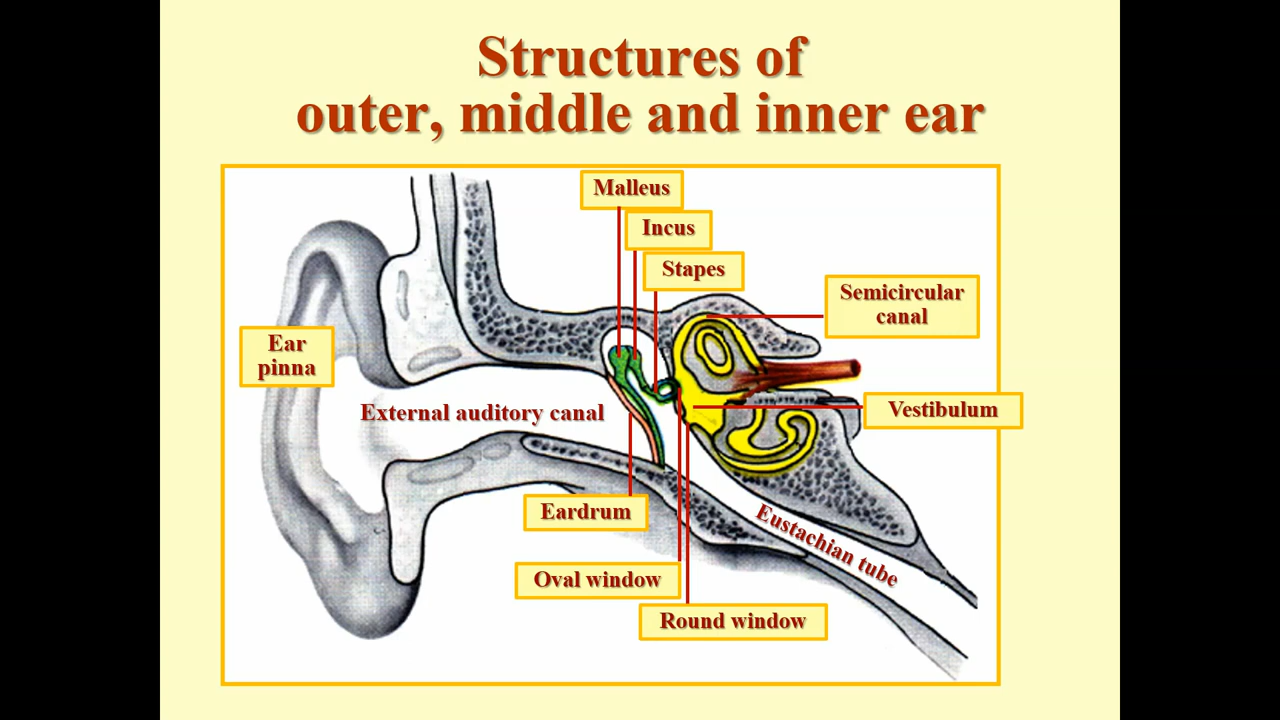 Structures of
outer, middle and inner ear
Malleus
Incus
Stapes
Semicircular
canal
Ear
pinna
External auditory canal
Vestibulum
Eardrum
Eustachian tube
Oval window
Round window